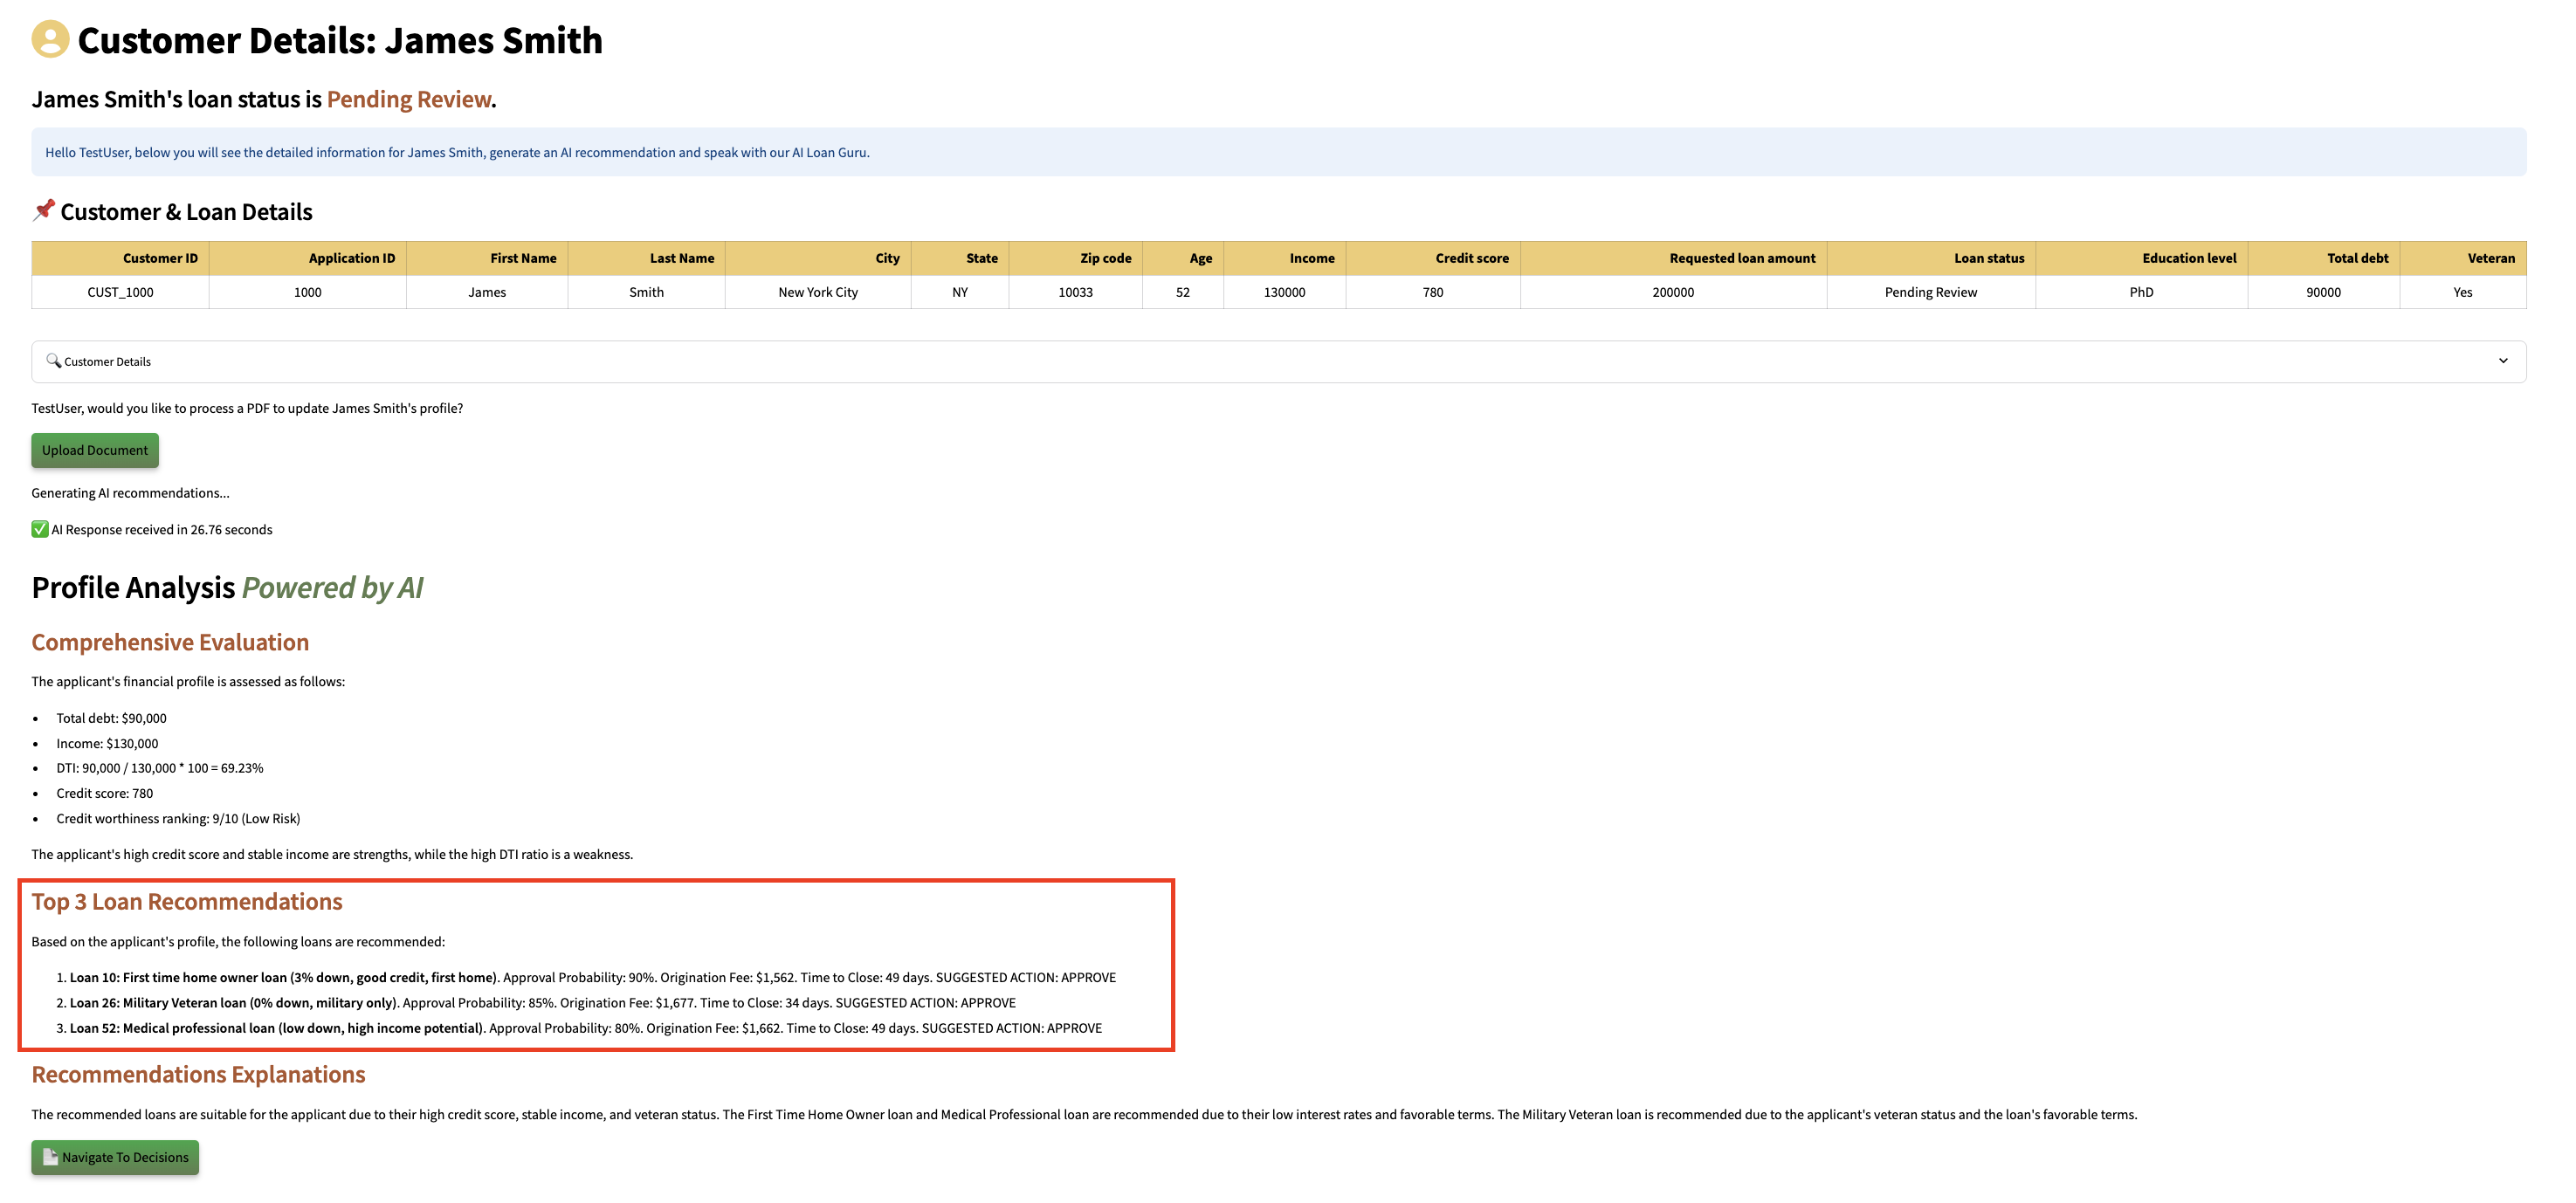 Customer Details: James Smith
James Smith's loan status is Pending Review.
Hello TestUser, below you will see the detailed information for James Smith, generate an AI recommendation and speak with our AI Loan Guru.
Customer & Loan Details
Customer ID Application ID First Name Last Name City State Zip code Age Income Credit score Requested loan amount Loan status Education level Total debt Veteran
CUST_1000 1000 James Smith New York City NY 10033 52 130000 780 200000 Pending Review PhD 90000 Yes
Customer Details
TestUser, would you like to process a PDF to update James Smith's profile?
Upload Document
Generating AI recommendations...
AI Response received in 26.76 seconds
Profile Analysis Powered by AI
Comprehensive Evaluation
The applicant's financial profile is assessed as follows:
• Total debt: $90,000
• Income: $130,000
• DTI: 90,000 / 130,000 * 100 = 69.23%
• Credit score: 780
• Credit worthiness ranking: 9/10 (Low Risk)
The applicant's high credit score and stable income are strengths, while the high DTI ratio is a weakness.
Top 3 Loan Recommendations
Based on the applicant's profile, the following loans are recommended:
1. Loan 10: First time home owner loan (3% down, good credit, first home). Approval Probability: 90%. Origination Fee: $1,562. Time to Close: 49 days. SUGGESTED ACTION: APPROVE
2. Loan 26: Military Veteran loan (0% down, military only). Approval Probability: 85%. Origination Fee: $1,677. Time to Close: 34 days. SUGGESTED ACTION: APPROVE
3. Loan 52: Medical professional loan (low down, high income potential). Approval Probability: 80%. Origination Fee: $1,662. Time to Close: 49 days. SUGGESTED ACTION: APPROVE
Recommendations Explanations
The recommended loans are suitable for the applicant due to their high credit score, stable income, and veteran status. The First Time Home Owner loan and Medical Professional loan are recommended due to their low interest rates and favorable terms. The Military Veteran loan is recommended due to the applicant's veteran status and the loan's favorable terms.
Navigate To Decisions